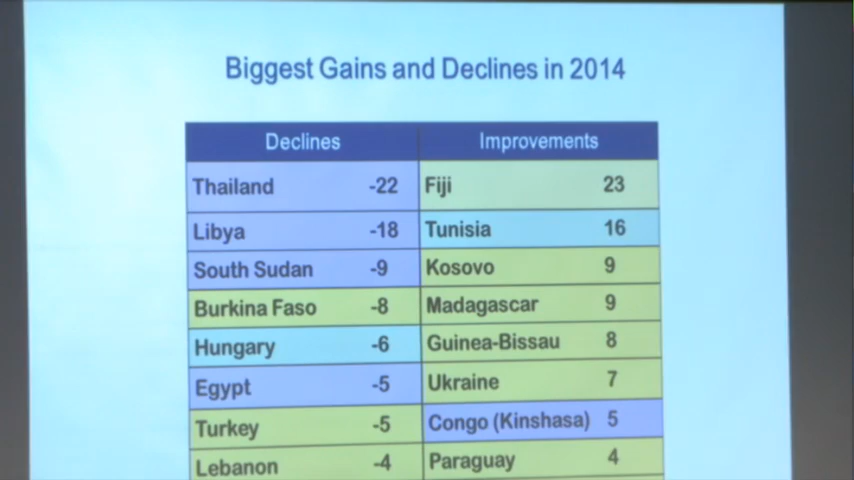 Biggest Gains and Declines in 2014
Declines Improvements
Thailand -22 Fiji 23
Libya -18 Tunisia 16
South Sudan -9 Kosovo 9
Burkina Faso -8 Madagascar 9
Hungary -6 Guinea-Bissau 8
Egypt -5 Ukraine 7
Turkey -5 Congo (Kinshasa) 5
Lebanon -4 Paraguay 4